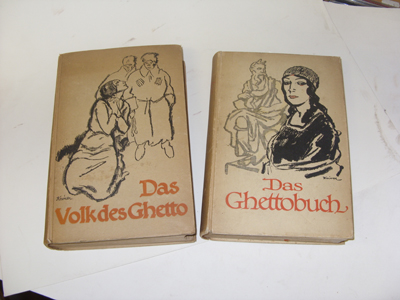 Das
Volk des Ghetto
Das
Ghettobuch